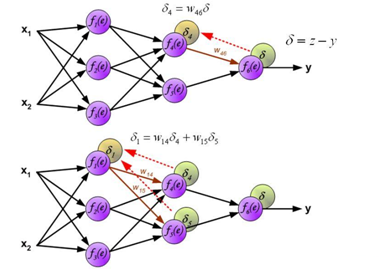 δ₄ = w₄₆δ
x₁
f₁(e)
f₄(e)
δ₄
w₄₆
δ
δ = z − y
f₂(e)
f₆(e)
y
x₂
f₃(e)
f₅(e)
δ₁ = w₁₄δ₄ + w₁₅δ₅
δ₁
x₁
f₁(e)
w₁₄
w₁₅
f₄(e)
δ₄
δ
f₂(e)
δ₅
f₆(e)
y
x₂
f₃(e)